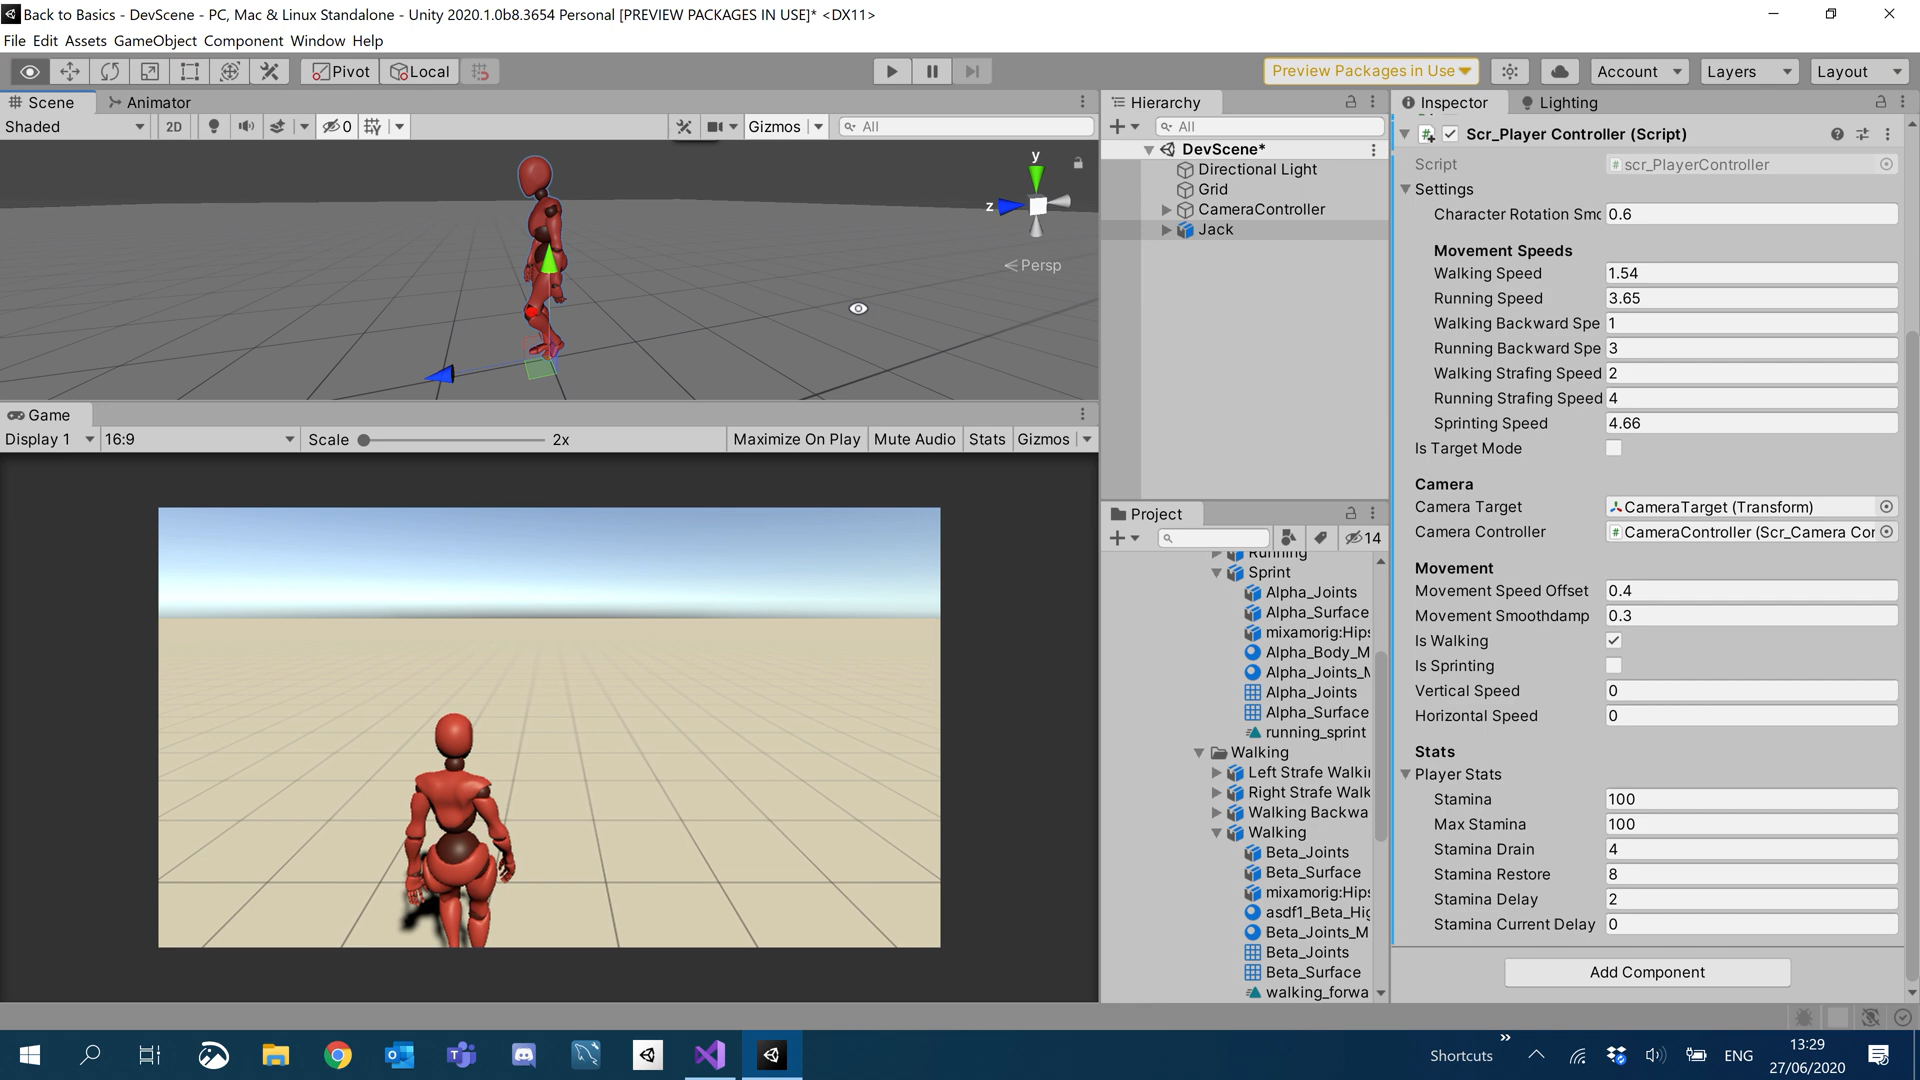 Back to Basics - DevScene - PC, Mac & Linux Standalone - Unity 2020.1.0b8.3654 Personal [PREVIEW PACKAGES IN USE]* <DX11>
File Edit Assets GameObject Component Window Help
Pivot Local Preview Packages in Use Account Layers Layout
Scene Animator
Shaded 2D 0 Gizmos All
y
z
Persp
Game
Display 1 16:9 Scale 2x Maximize On Play Mute Audio Stats Gizmos
Hierarchy
All
DevScene*
Directional Light
Grid
CameraController
Jack
Project
14
Running
Sprint
Alpha_Joints
Alpha_Surface
mixamorig:Hips
Alpha_Body_M
Alpha_Joints_M
Alpha_Joints
Alpha_Surface
running_sprint
Walking
Left Strafe Walki
Right Strafe Walk
Walking Backwa
Walking
Beta_Joints
Beta_Surface
mixamorig:Hips
asdf1_Beta_Hig
Beta_Joints_M
Beta_Joints
Beta_Surface
walking_forwa
Inspector Lighting
Scr_Player Controller (Script)
Script # scr_PlayerController
Settings
Character Rotation Smo 0.6
Movement Speeds
Walking Speed 1.54
Running Speed 3.65
Walking Backward Spe 1
Running Backward Spe 3
Walking Strafing Speed 2
Running Strafing Speed 4
Sprinting Speed 4.66
Is Target Mode
Camera
Camera Target CameraTarget (Transform)
Camera Controller # CameraController (Scr_Camera Cor
Movement
Movement Speed Offset 0.4
Movement Smoothdamp 0.3
Is Walking
Is Sprinting
Vertical Speed 0
Horizontal Speed 0
Stats
Player Stats
Stamina 100
Max Stamina 100
Stamina Drain 4
Stamina Restore 8
Stamina Delay 2
Stamina Current Delay 0
Add Component
Shortcuts » ENG 13:29
27/06/2020